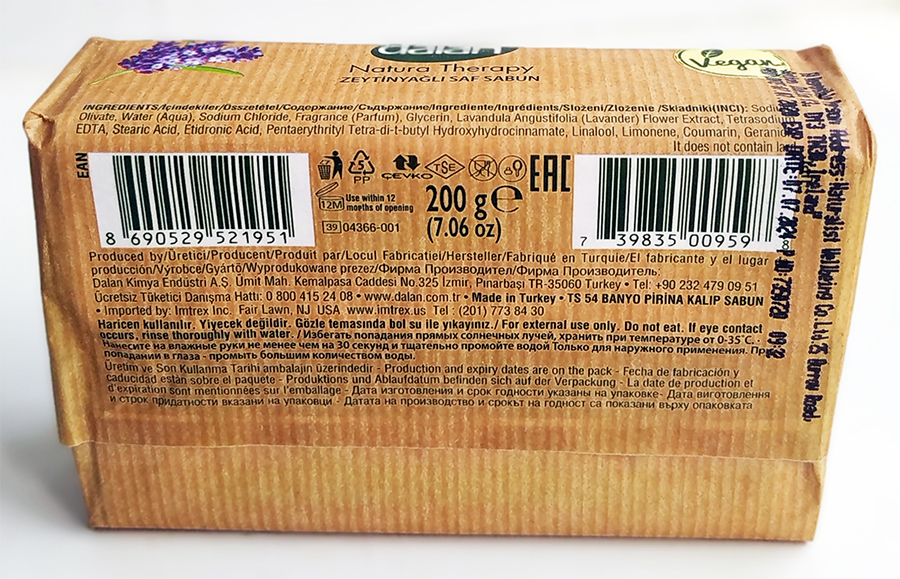 dalan
Natura Therapy
ZEYTİNYAĞLI SAF SABUN
Vegan
INGREDIENTS/İçindekiler/Összetétel/Содержание/Съдържание/Ingrediente/Ingrédients/Složení/Zloženie /Składniki(INCI): Sodium
Olivate, Water (Aqua), Sodium Chloride, Fragrance (Parfum), Glycerin, Lavandula Angustifolia (Lavander) Flower Extract, Tetrasodium
EDTA, Stearic Acid, Etidronic Acid, Pentaerythrityl Tetra-di-t-butyl Hydroxyhydrocinnamate, Linalool, Limonene, Coumarin, Geraniol
It does not contain
EAN
8 690529 521951
5
PP
ÇEVKO
TSE
EAC
12M
Use within 12
months of opening
39 04366-001
200 g e
(7.06 oz)
7 39835 00959 8
Produced by/Üretici/Producent/Produit par/Locul Fabricatiei/Hersteller/Fabriqué en Turquie/El fabricante y el lugar
producción/Výrobce/Gyártó/Wyprodukowane prezez/Фирма Производител/Фирма Производитель:
Dalan Kimya Endüstri A.Ş. Ümit Mah. Kemalpaşa Caddesi No.325 İzmir, Pınarbaşı TR-35060 Turkey • Tel: +90 232 479 09 51
Ücretsiz Tüketici Danışma Hattı: 0 800 415 24 08 • www.dalan.com.tr • Made in Turkey • TS 54 BANYO PİRİNA KALIP SABUN
• Imported by: Imtrex Inc. Fair Lawn, NJ USA www.imtrex.us Tel : (201) 773 84 30
Haricen kullanılır. Yiyecek değildir. Gözle temasında bol su ile yıkayınız./ For external use only. Do not eat. If eye contact
occurs, rinse thoroughly with water. / Избегать попадания прямых солнечных лучей, хранить при температуре от 0-35˚C. •
Нанесите на влажные руки не менее чем на 30 секунд и тщательно промойте водой Только для наружного применения. При
попадании в глаза - промыть большим количеством воды.
Üretim ve Son Kullanma Tarihi ambalajın üzerindedir - Production and expiry dates are on the pack - Fecha de fabricación y
caducidad están sobre el paquete - Produktions und Ablaufdatum befinden sich auf der Verpackung - La date de production et
d'expiration sont mentionnées sur l'emballage - Дата изготовления и срок годности указаны на упаковке- Дата виготовлення
и строк придатности вказани на упаковци - Датата на производство и срокът на годност са показани върху опаковката